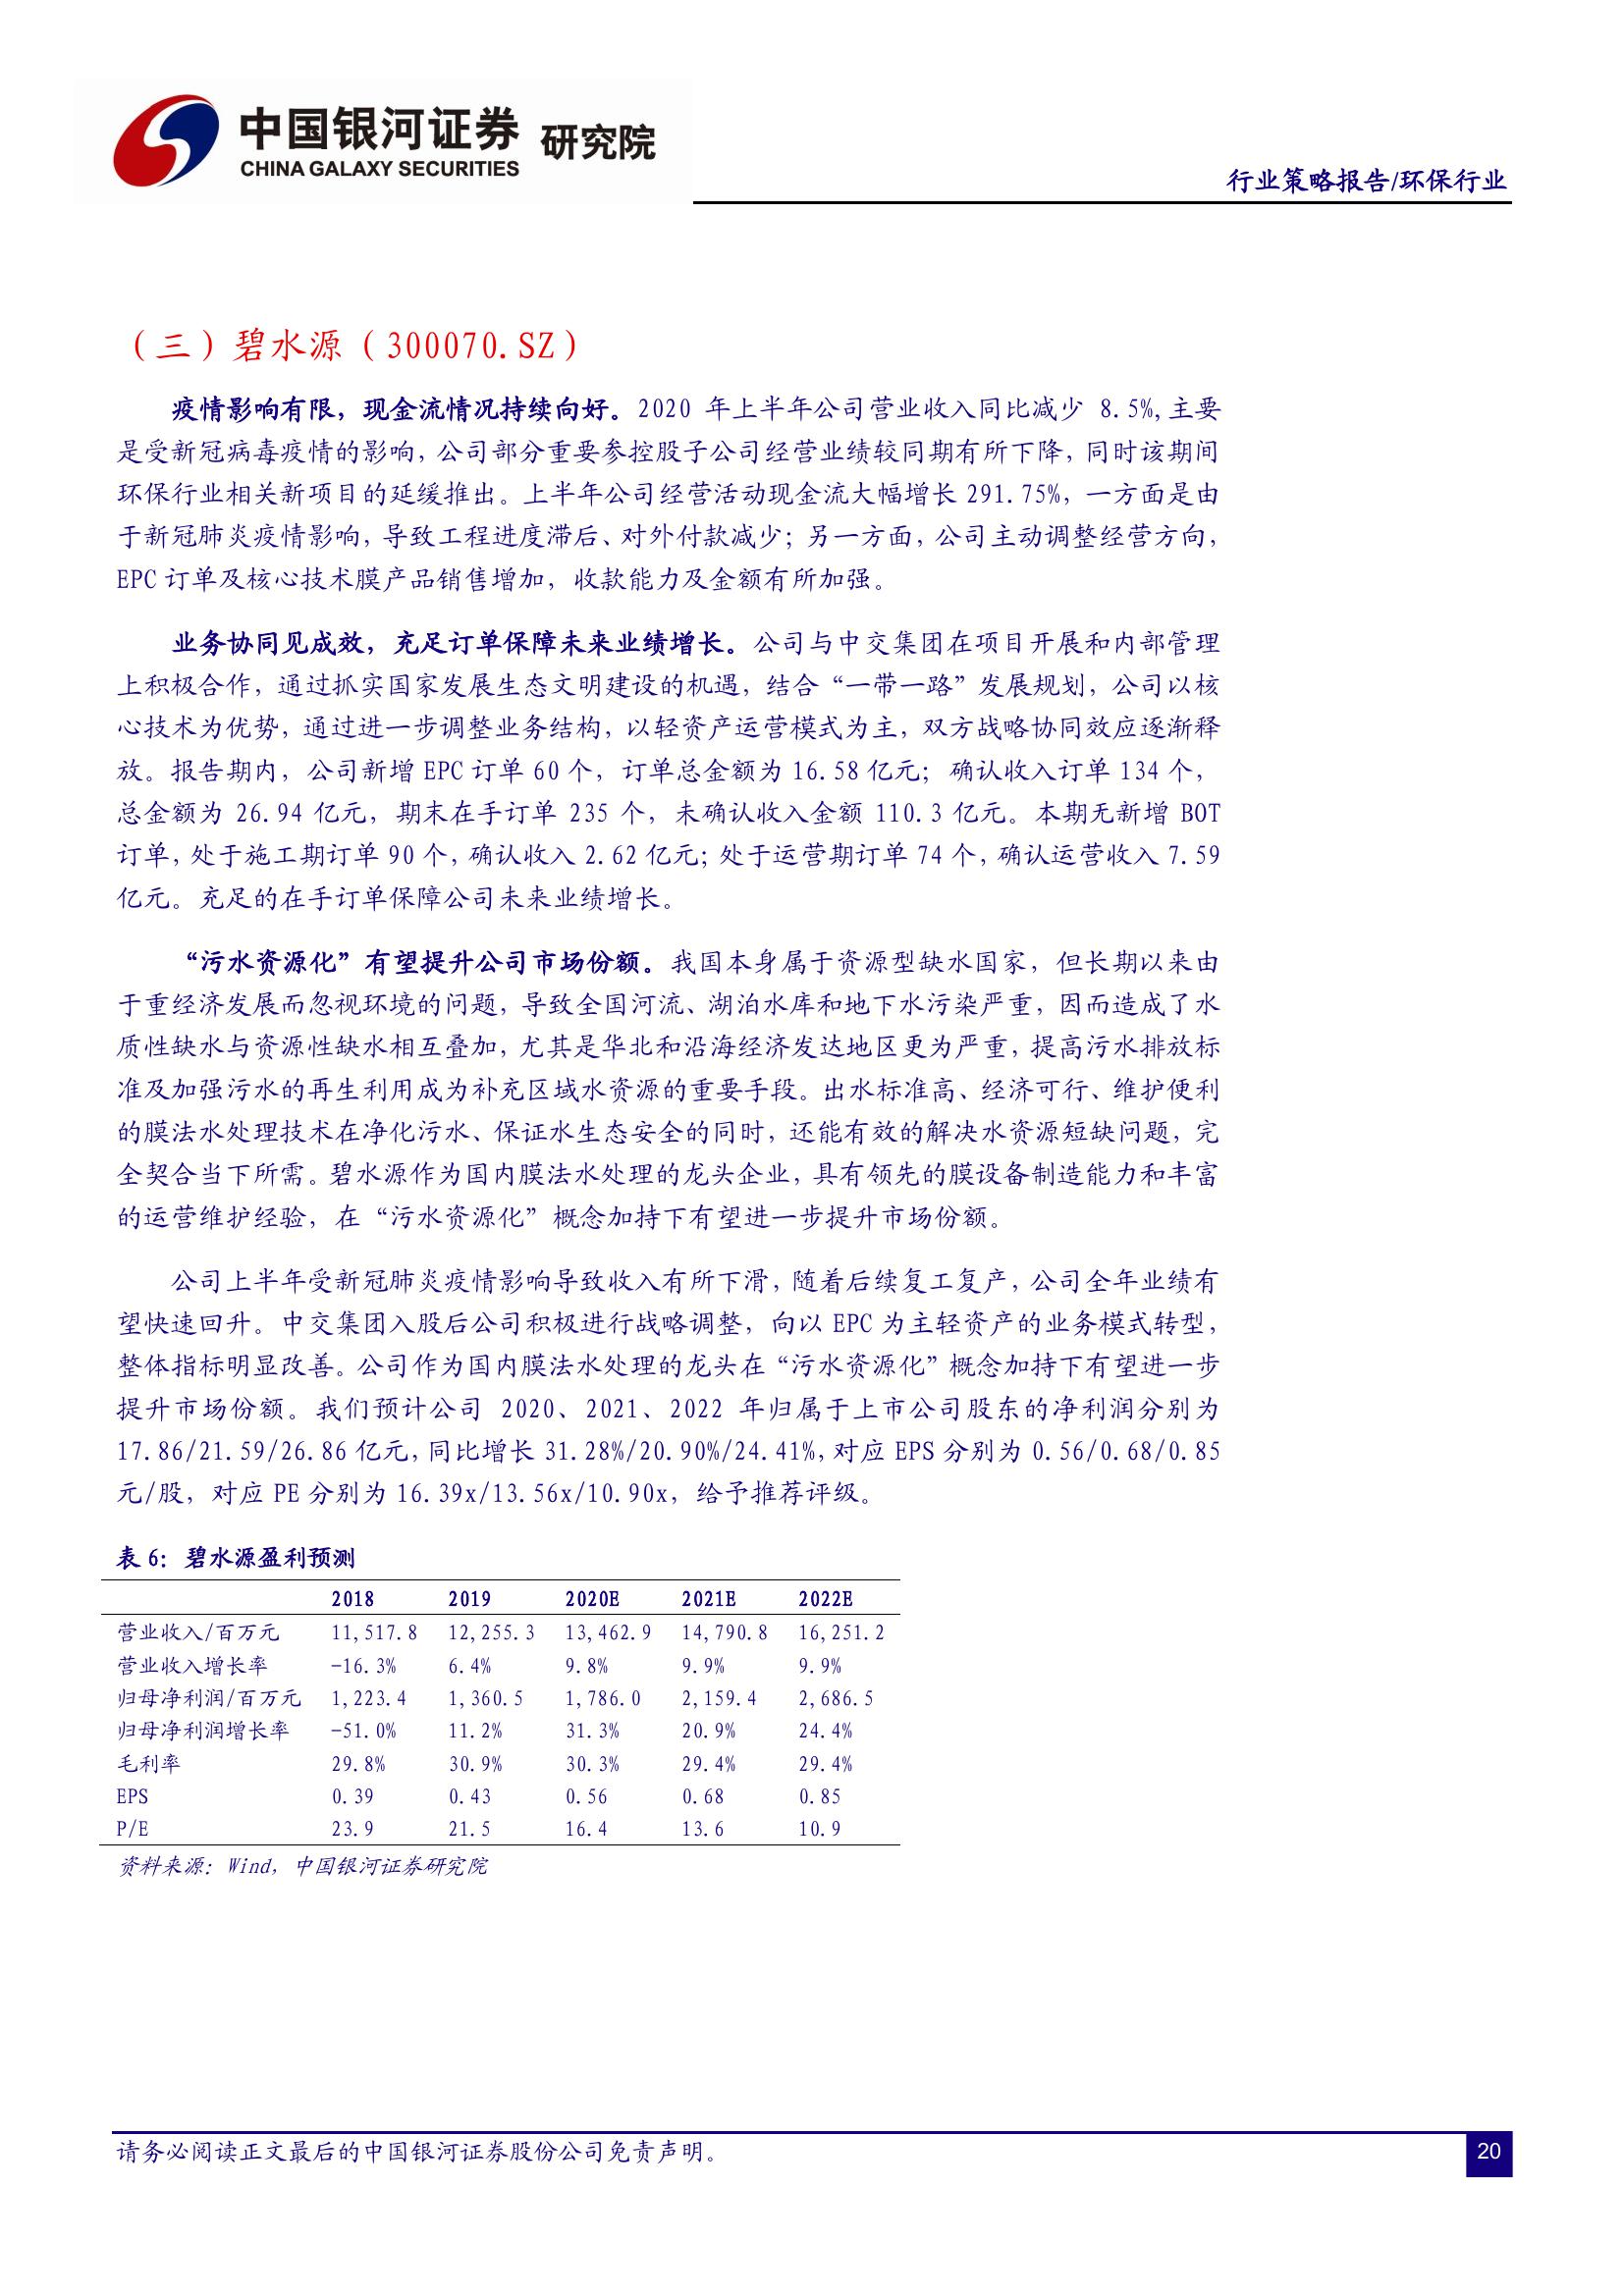 中国银河证券 研究院
CHINA GALAXY SECURITIES
行业策略报告/环保行业
（三）碧水源（300070.SZ）
疫情影响有限，现金流情况持续向好。2020 年上半年公司营业收入同比减少 8.5%,主要
是受新冠病毒疫情的影响，公司部分重要参控股子公司经营业绩较同期有所下降，同时该期间
环保行业相关新项目的延缓推出。上半年公司经营活动现金流大幅增长 291.75%，一方面是由
于新冠肺炎疫情影响，导致工程进度滞后、对外付款减少；另一方面，公司主动调整经营方向，
EPC 订单及核心技术膜产品销售增加，收款能力及金额有所加强。
业务协同见成效，充足订单保障未来业绩增长。公司与中交集团在项目开展和内部管理
上积极合作，通过抓实国家发展生态文明建设的机遇，结合“一带一路”发展规划，公司以核
心技术为优势，通过进一步调整业务结构，以轻资产运营模式为主，双方战略协同效应逐渐释
放。报告期内，公司新增 EPC 订单 60 个，订单总金额为 16.58 亿元；确认收入订单 134 个，
总金额为 26.94 亿元，期末在手订单 235 个，未确认收入金额 110.3 亿元。本期无新增 BOT
订单，处于施工期订单 90 个，确认收入 2.62 亿元；处于运营期订单 74 个，确认运营收入 7.59
亿元。充足的在手订单保障公司未来业绩增长。
“污水资源化”有望提升公司市场份额。我国本身属于资源型缺水国家，但长期以来由
于重经济发展而忽视环境的问题，导致全国河流、湖泊水库和地下水污染严重，因而造成了水
质性缺水与资源性缺水相互叠加，尤其是华北和沿海经济发达地区更为严重，提高污水排放标
准及加强污水的再生利用成为补充区域水资源的重要手段。出水标准高、经济可行、维护便利
的膜法水处理技术在净化污水、保证水生态安全的同时，还能有效的解决水资源短缺问题，完
全契合当下所需。碧水源作为国内膜法水处理的龙头企业，具有领先的膜设备制造能力和丰富
的运营维护经验，在“污水资源化”概念加持下有望进一步提升市场份额。
公司上半年受新冠肺炎疫情影响导致收入有所下滑，随着后续复工复产，公司全年业绩有
望快速回升。中交集团入股后公司积极进行战略调整，向以 EPC 为主轻资产的业务模式转型，
整体指标明显改善。公司作为国内膜法水处理的龙头在“污水资源化”概念加持下有望进一步
提升市场份额。我们预计公司 2020、2021、2022 年归属于上市公司股东的净利润分别为
17.86/21.59/26.86 亿元,同比增长 31.28%/20.90%/24.41%,对应 EPS 分别为 0.56/0.68/0.85
元/股，对应 PE 分别为 16.39x/13.56x/10.90x，给予推荐评级。
表 6：碧水源盈利预测
2018 2019 2020E 2021E 2022E
营业收入/百万元 11,517.8 12,255.3 13,462.9 14,790.8 16,251.2
营业收入增长率 -16.3% 6.4% 9.8% 9.9% 9.9%
归母净利润/百万元 1,223.4 1,360.5 1,786.0 2,159.4 2,686.5
归母净利润增长率 -51.0% 11.2% 31.3% 20.9% 24.4%
毛利率 29.8% 30.9% 30.3% 29.4% 29.4%
EPS 0.39 0.43 0.56 0.68 0.85
P/E 23.9 21.5 16.4 13.6 10.9
资料来源：Wind，中国银河证券研究院
请务必阅读正文最后的中国银河证券股份公司免责声明。
20